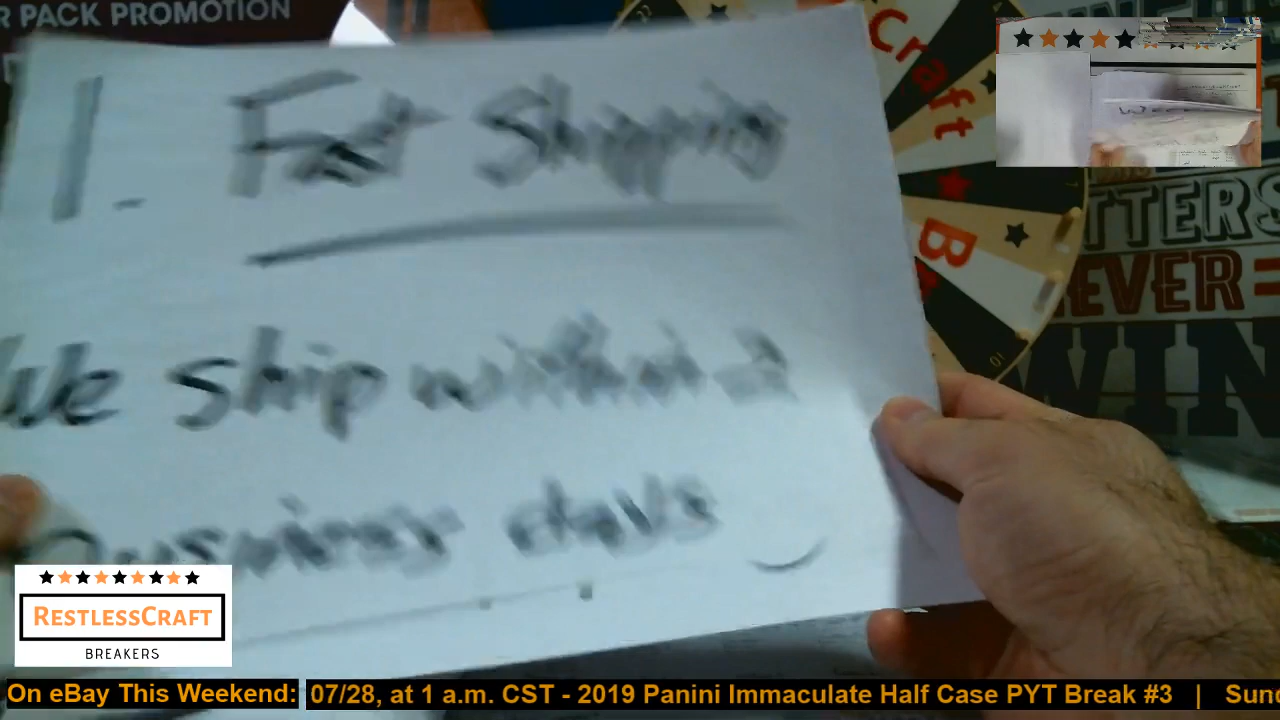 R PACK PROMOTION
1. Fast Shipping
We ship within 2
Business days
Craft
B
TTERS
EVER =
WIN
10
RESTLESSCRAFT
BREAKERS
On eBay This Weekend: 07/28, at 1 a.m. CST - 2019 Panini Immaculate Half Case PYT Break #3 | Sund